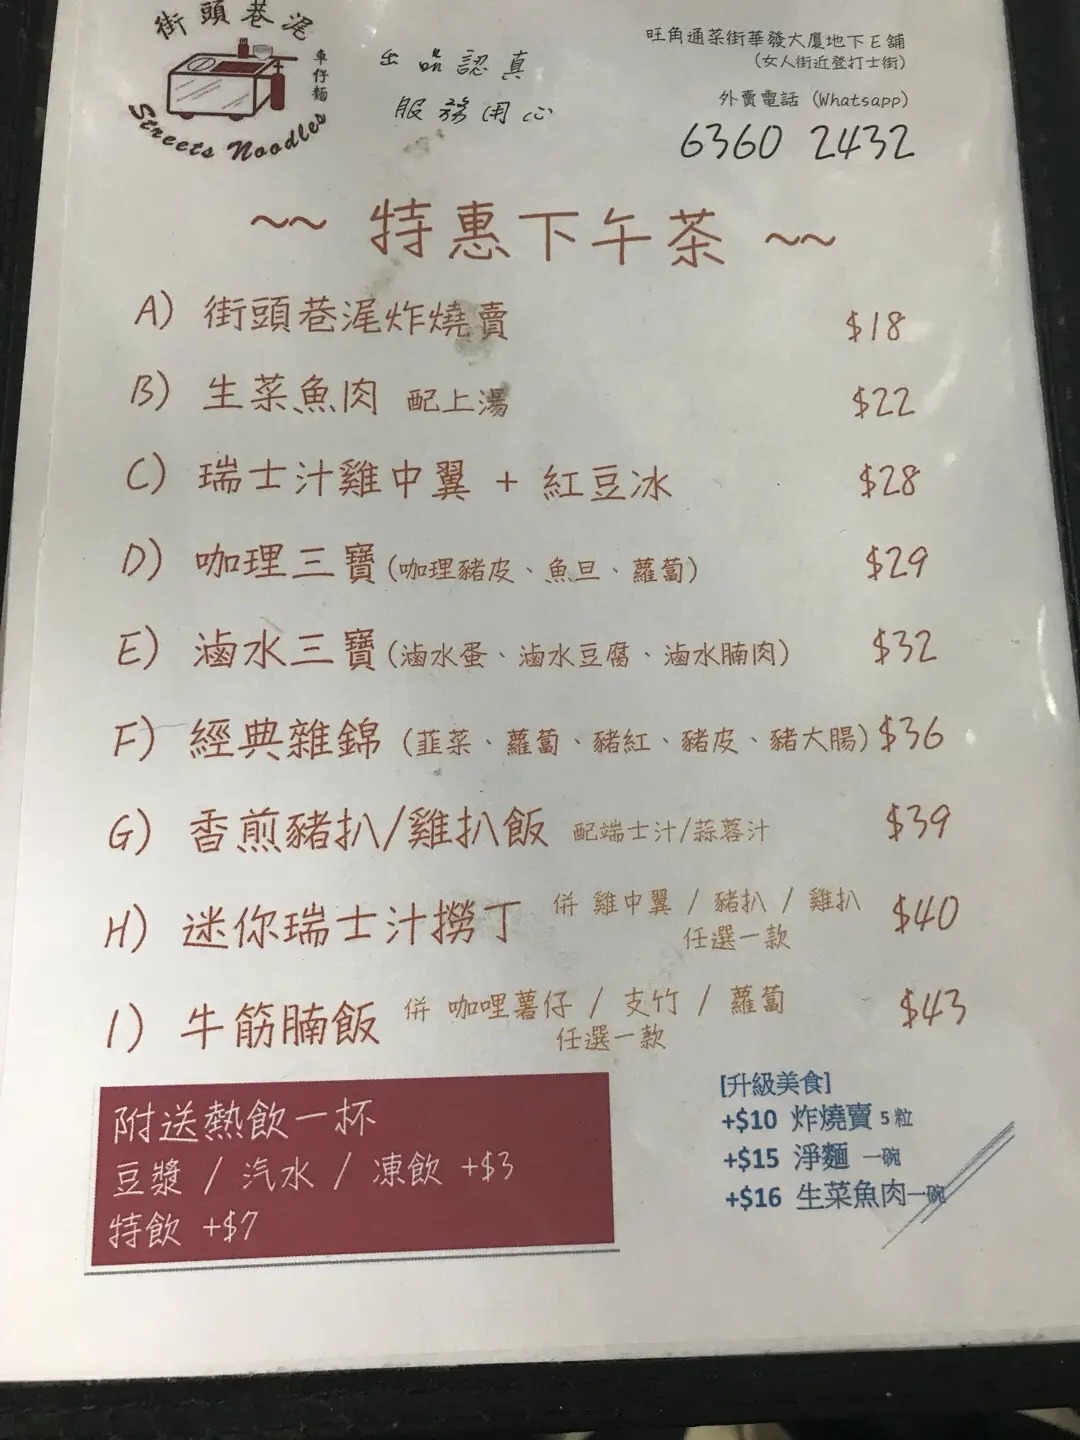 街頭巷浘
車仔麵
Streets Noodles
出品認真
服務用心
旺角通菜街華發大厦地下E舖
(女人街近登打士街)
外賣電話 (Whatsapp)
6360 2432
~~ 特惠下午茶 ~~
A) 街頭巷浘炸燒賣 $18
B) 生菜魚肉 配上湯 $22
C) 瑞士汁雞中翼 + 紅豆冰 $28
D) 咖理三寶(咖理豬皮、魚旦、蘿蔔) $29
E) 滷水三寶(滷水蛋、滷水豆腐、滷水腩肉) $32
F) 經典雜錦 (韮菜、蘿蔔、豬紅、豬皮、豬大腸) $36
G) 香煎豬扒/雞扒飯 配端士汁/蒜蓉汁 $39
H) 迷你瑞士汁撈丁 併 雞中翼 / 豬扒 / 雞扒 $40
任選一款
I) 牛筋腩飯 併 咖哩薯仔 / 支竹 / 蘿蔔 $43
任選一款
附送熱飲一杯
豆漿 / 汽水 / 凍飲 +$3
特飲 +$7
[升級美食]
+$10 炸燒賣 5粒
+$15 淨麵 一碗
+$16 生菜魚肉一碗